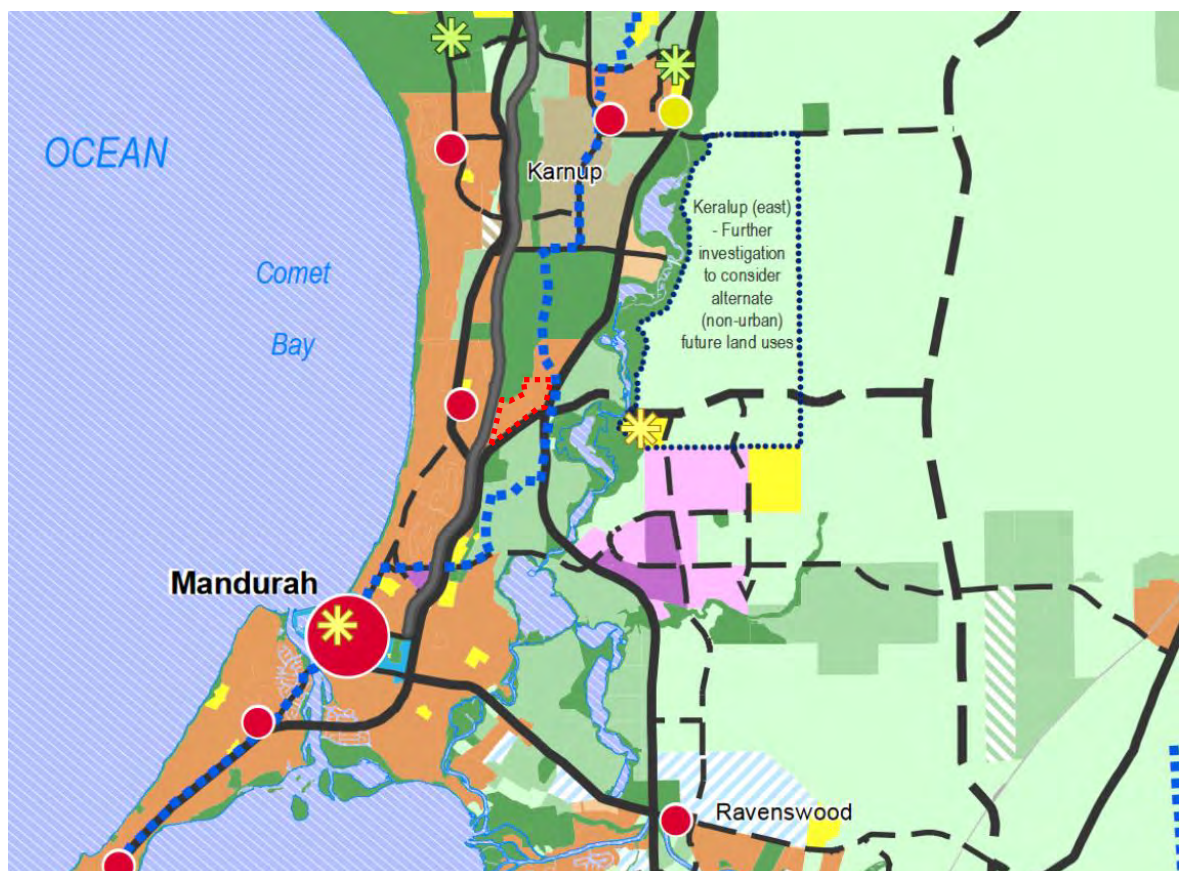 OCEAN
Karnup
Keralup (east)
- Further
investigation
to consider
alternate
(non-urban)
future land uses
Comet
Bay
Mandurah
Ravenswood